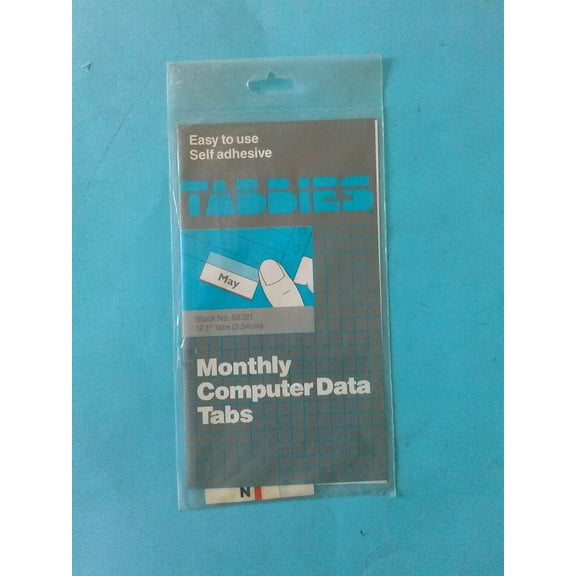 Easy to use
Self adhesive
TABBIES
May
Stock No. 58321
12 1" tabs (2.54cm)
Monthly
Computer Data
Tabs
N